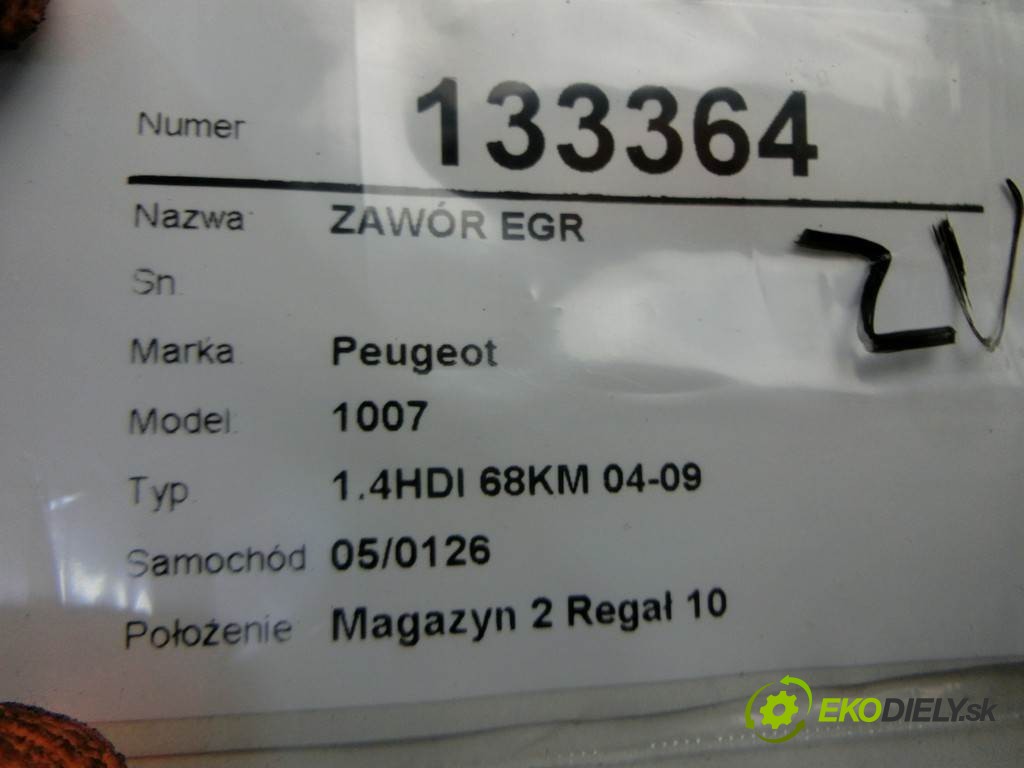 Numer 133364
Nazwa ZAWÓR EGR
Sn
Marka Peugeot
Model 1007
Typ 1.4HDI 68KM 04-09
Samochód 05/0126
Położenie Magazyn 2 Regał 10
ZV
EKODIELY.sk